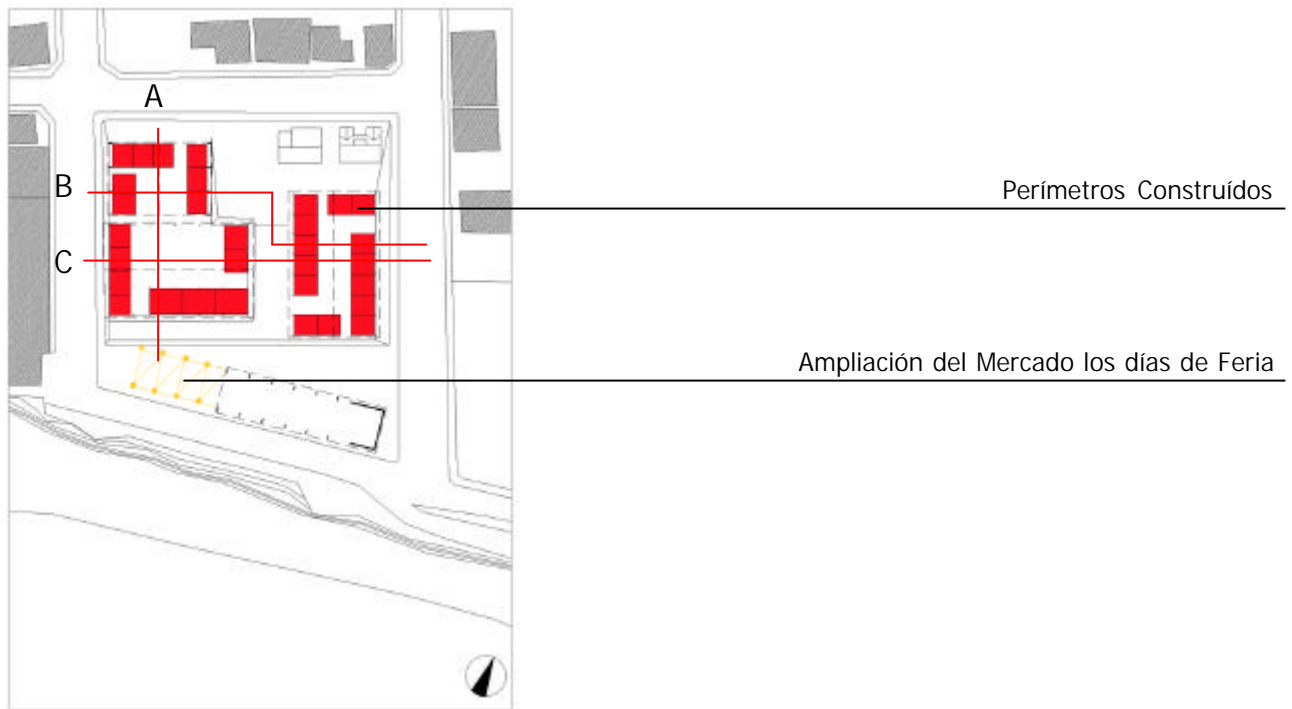 A
B
Perímetros Construídos
C
Ampliación del Mercado los días de Feria